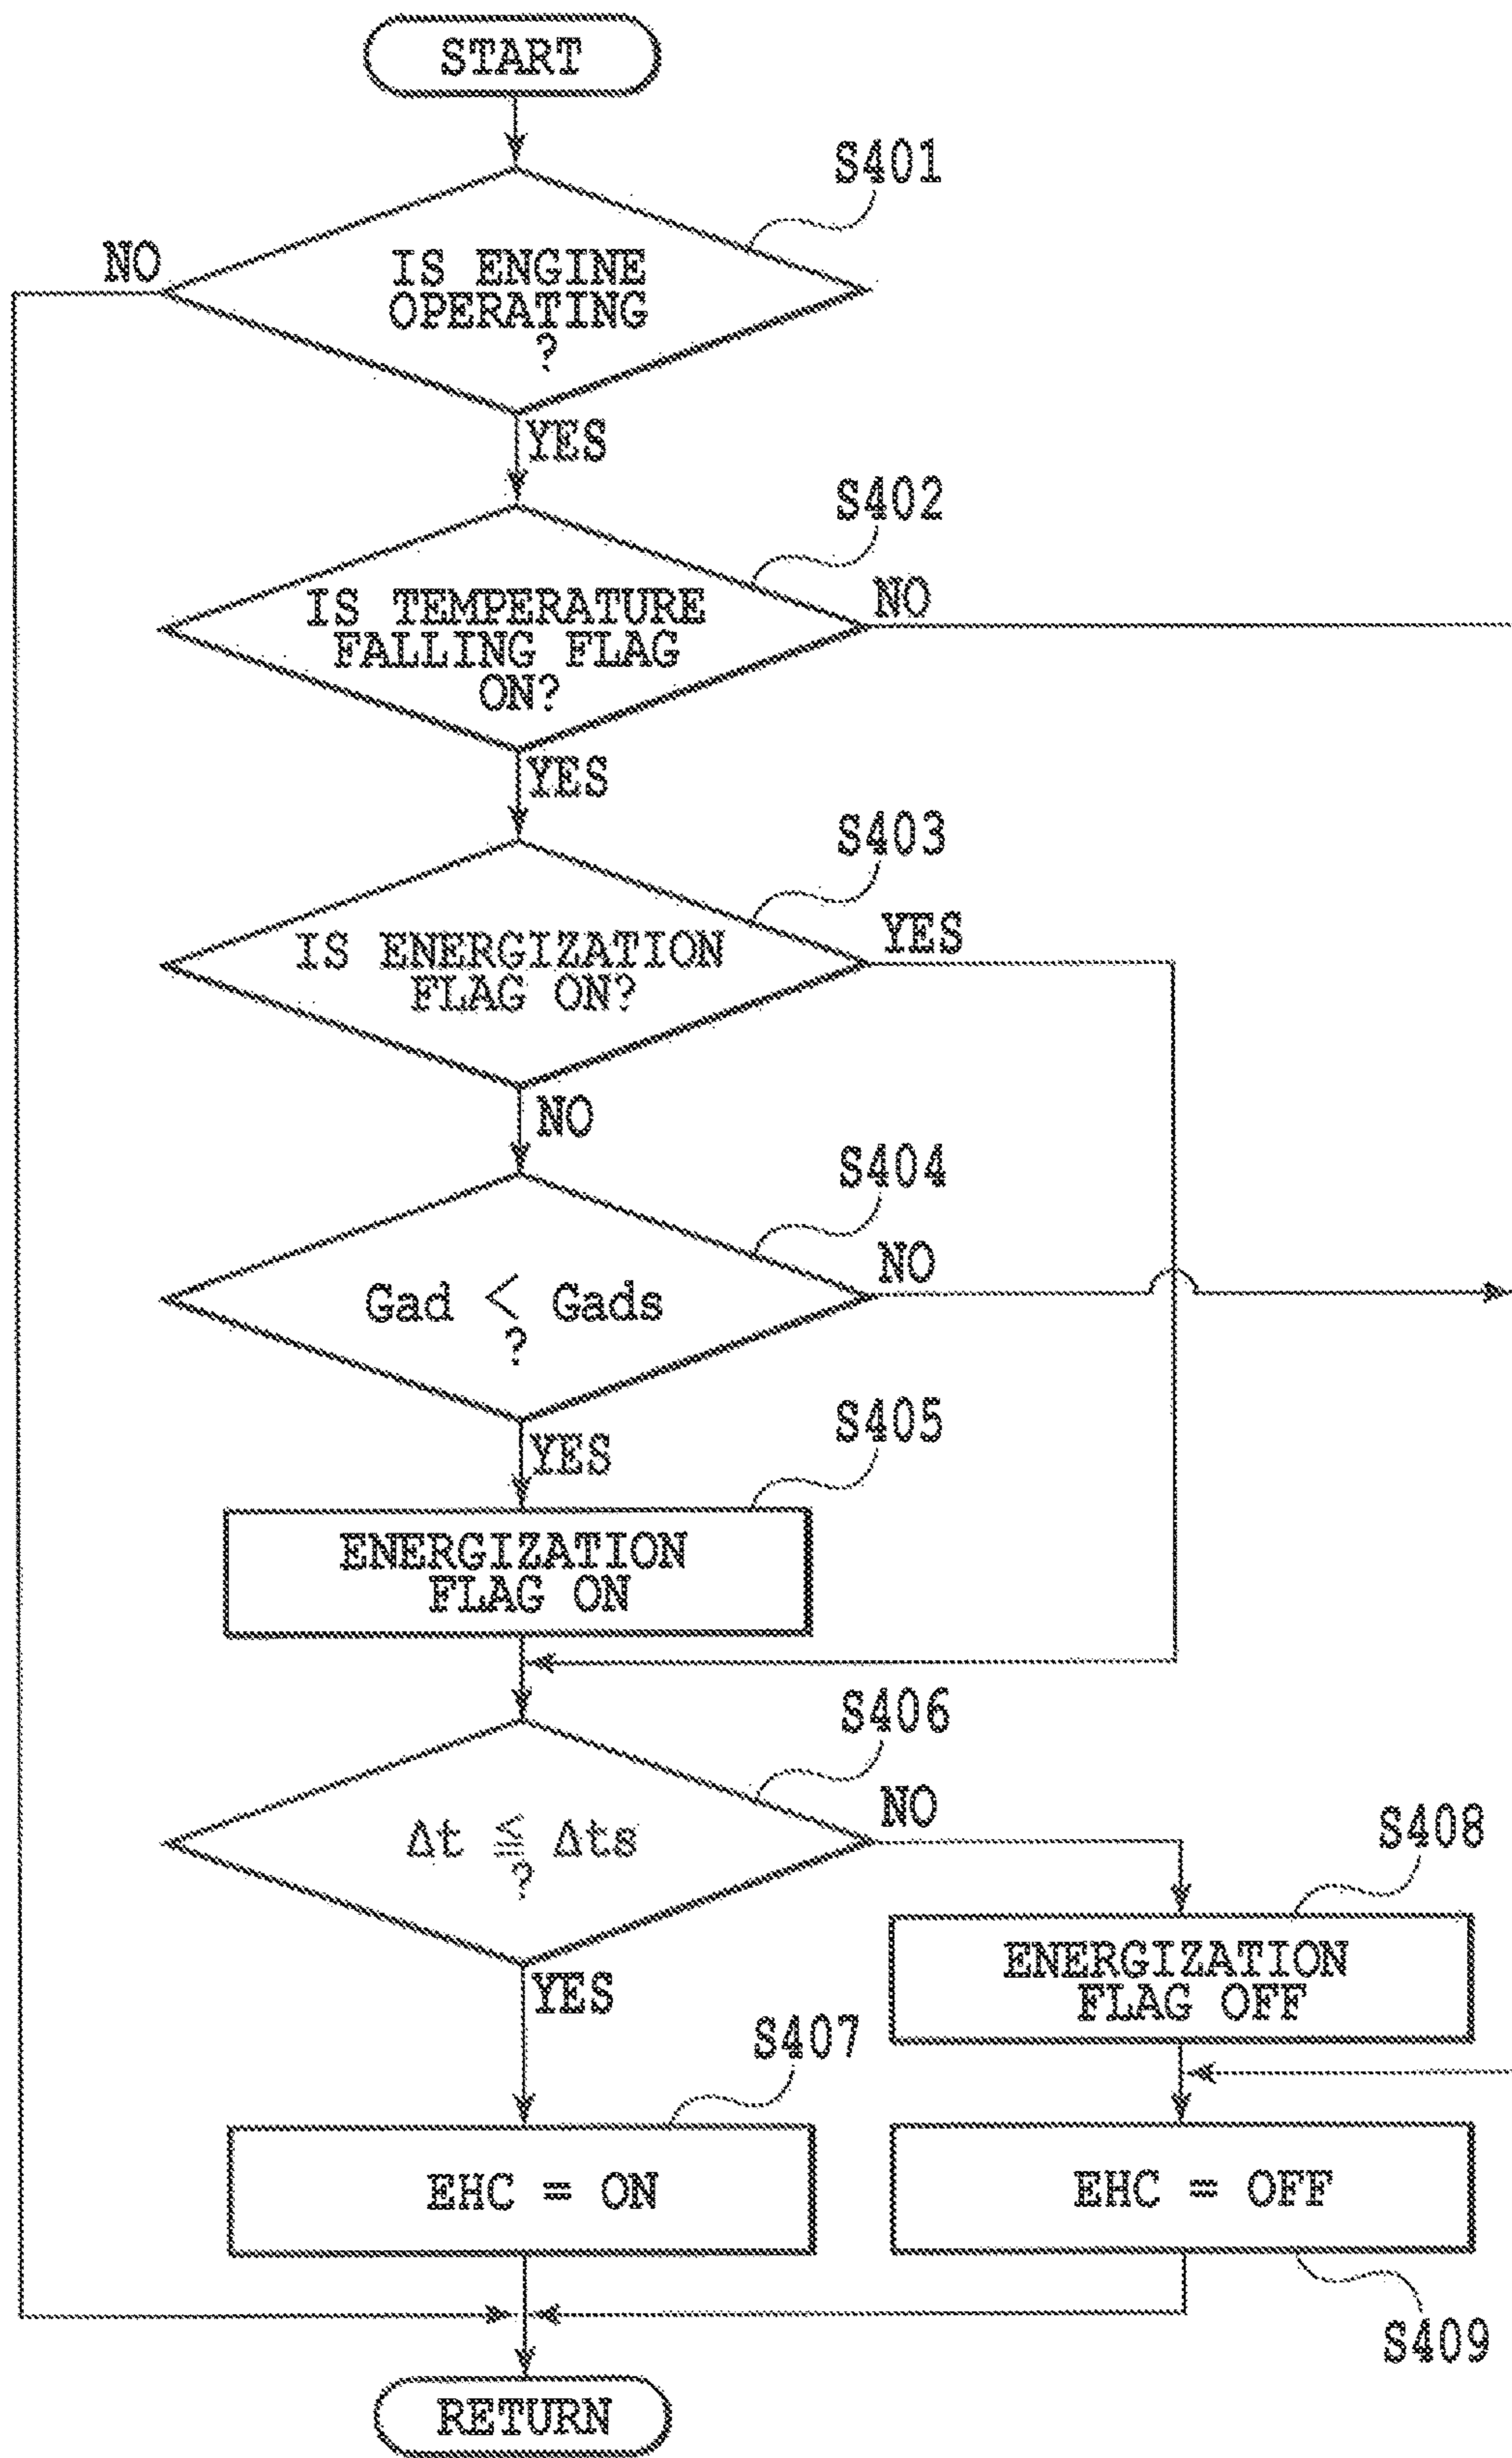 START
S401
NO
IS ENGINE
OPERATING
?
YES
S402
NO
IS TEMPERATURE
FALLING FLAG
ON?
YES
S403
YES
IS ENERGIZATION
FLAG ON?
NO
S404
NO
Gad < Gads
?
YES
S405
ENERGIZATION
FLAG ON
S406
NO
Δt ≦ Δts
?
S408
YES
ENERGIZATION
FLAG OFF
S407
EHC = ON
EHC = OFF
S409
RETURN